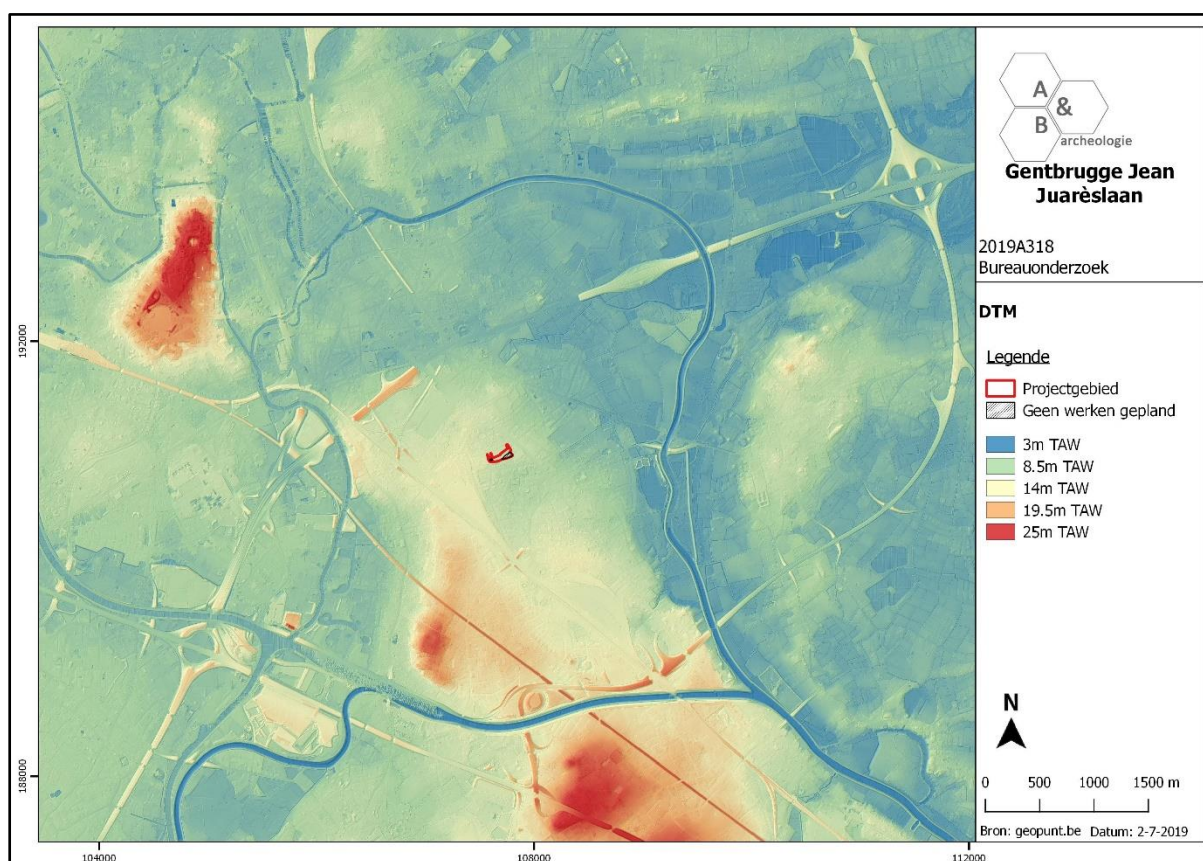 A
&
B
archeologie
Gentbrugge Jean
Juarèslaan
2019A318
Bureauonderzoek
DTM
Legende
Projectgebied
Geen werken gepland
3m TAW
8.5m TAW
14m TAW
19.5m TAW
25m TAW
N
0 500 1000 1500 m
Bron: geopunt.be Datum: 2-7-2019
192000
188000
104000 108000 112000